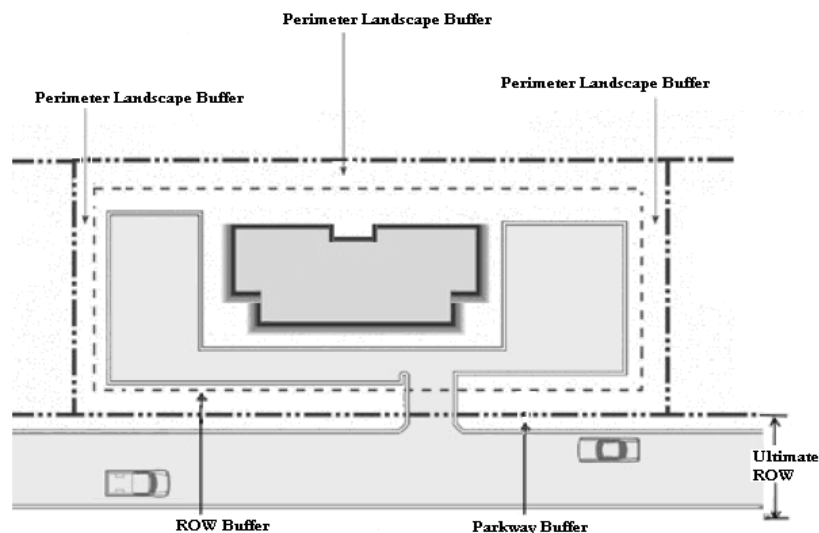 Perimeter Landscape Buffer
Perimeter Landscape Buffer
Perimeter Landscape Buffer
Ultimate
ROW
ROW Buffer
Parkway Buffer